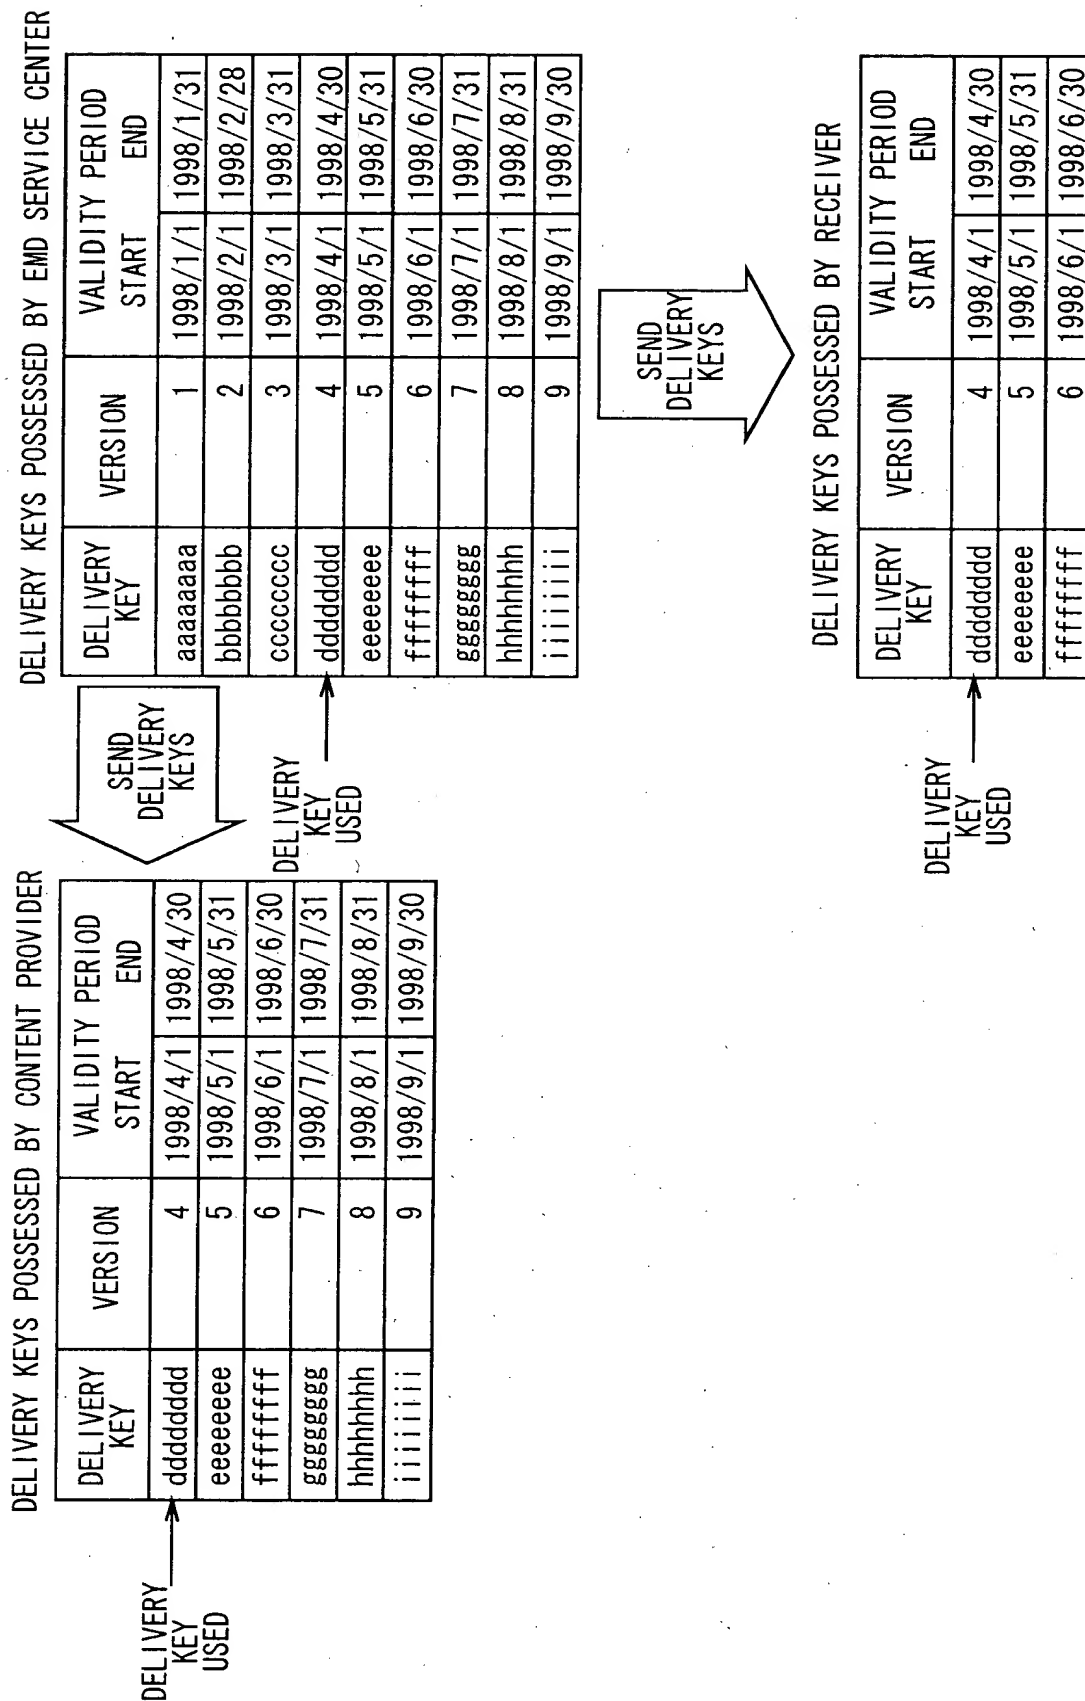 DELIVERY KEYS POSSESSED BY CONTENT PROVIDER
DELIVERY KEY VERSION VALIDITY PERIOD START END
dddddddd 4 1998/4/1 1998/4/30
eeeeeeee 5 1998/5/1 1998/5/31
ffffffff 6 1998/6/1 1998/6/30
gggggggg 7 1998/7/1 1998/7/31
hhhhhhhh 8 1998/8/1 1998/8/31
iiiiiiii 9 1998/9/1 1998/9/30
DELIVERY
KEY
USED
SEND
DELIVERY
KEYS
DELIVERY KEYS POSSESSED BY EMD SERVICE CENTER
DELIVERY KEY VERSION VALIDITY PERIOD START END
aaaaaaaa 1 1998/1/1 1998/1/31
bbbbbbbb 2 1998/2/1 1998/2/28
cccccccc 3 1998/3/1 1998/3/31
dddddddd 4 1998/4/1 1998/4/30
eeeeeeee 5 1998/5/1 1998/5/31
ffffffff 6 1998/6/1 1998/6/30
gggggggg 7 1998/7/1 1998/7/31
hhhhhhhh 8 1998/8/1 1998/8/31
iiiiiiii 9 1998/9/1 1998/9/30
DELIVERY
KEY
USED
SEND
DELIVERY
KEYS
DELIVERY KEYS POSSESSED BY RECEIVER
DELIVERY KEY VERSION VALIDITY PERIOD START END
dddddddd 4 1998/4/1 1998/4/30
eeeeeeee 5 1998/5/1 1998/5/31
ffffffff 6 1998/6/1 1998/6/30
DELIVERY
KEY
USED